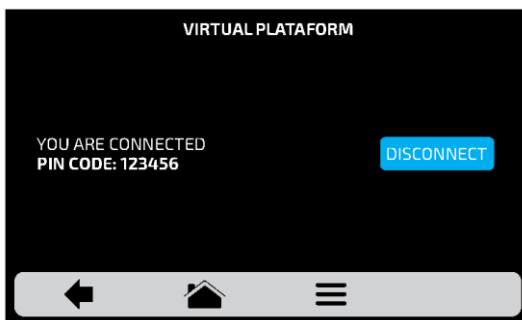 VIRTUAL PLATAFORM
YOU ARE CONNECTED
PIN CODE: 123456
DISCONNECT